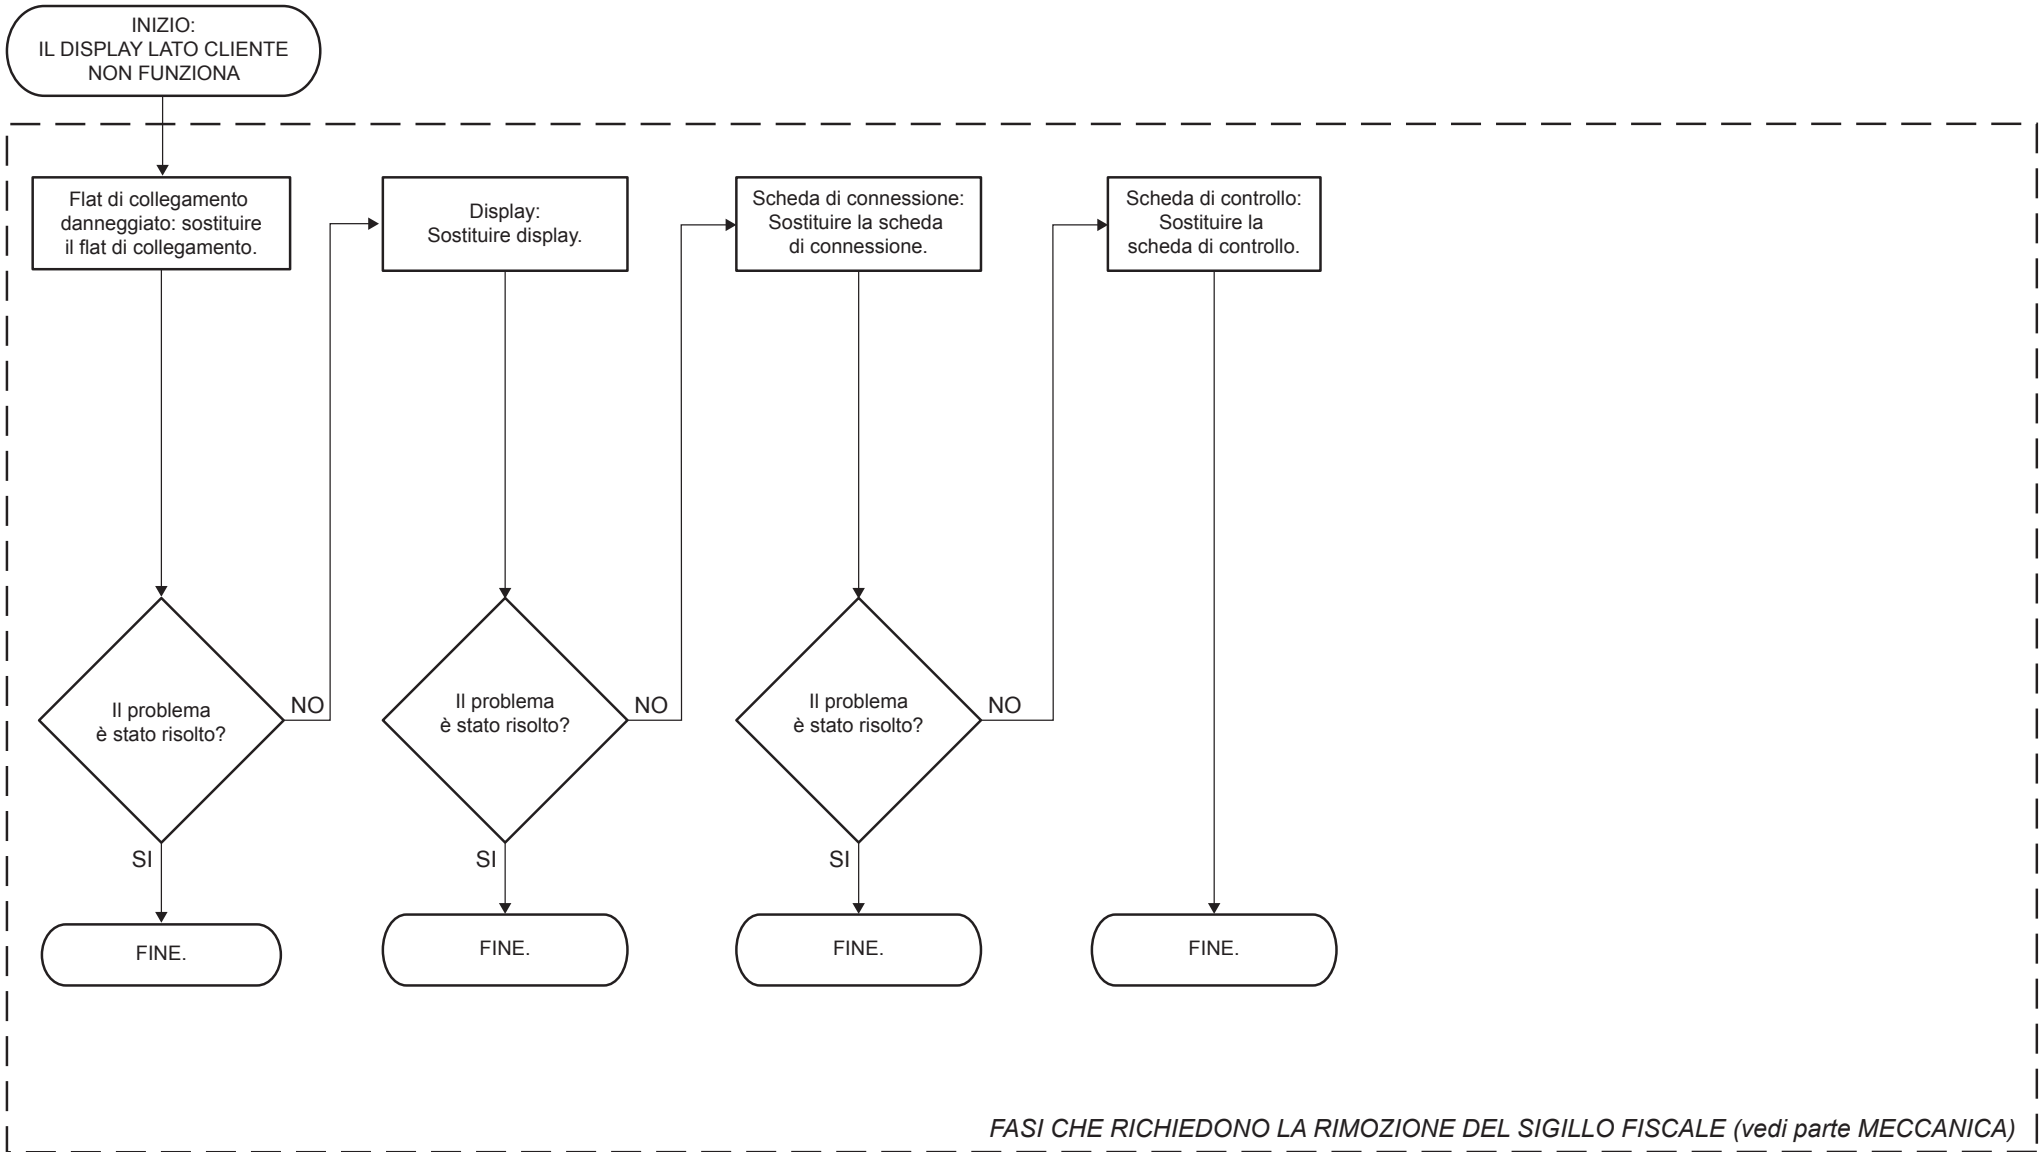 INIZIO:
IL DISPLAY LATO CLIENTE
NON FUNZIONA
Flat di collegamento
danneggiato: sostituire
il flat di collegamento.
Display:
Sostituire display.
Scheda di connessione:
Sostituire la scheda
di connessione.
Scheda di controllo:
Sostituire la
scheda di controllo.
Il problema
è stato risolto?
NO
Il problema
è stato risolto?
NO
Il problema
è stato risolto?
NO
SI
SI
SI
FINE.
FINE.
FINE.
FINE.
FASI CHE RICHIEDONO LA RIMOZIONE DEL SIGILLO FISCALE (vedi parte MECCANICA)